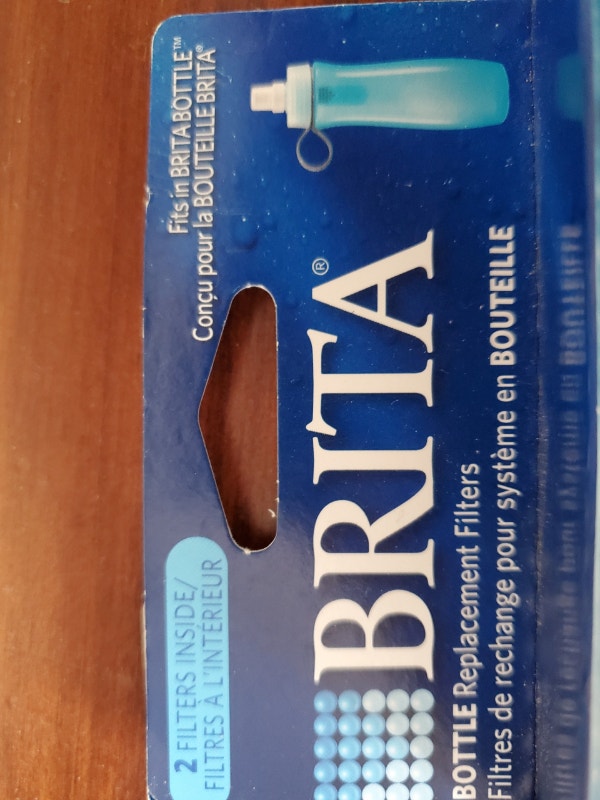 2 FILTERS INSIDE/
FILTRES À L'INTÉRIEUR
Fits in BRITA BOTTLE™
Conçu pour la BOUTEILLE BRITA®
BRITA®
BOTTLE Replacement Filters
Filtres de rechange pour système en BOUTEILLE